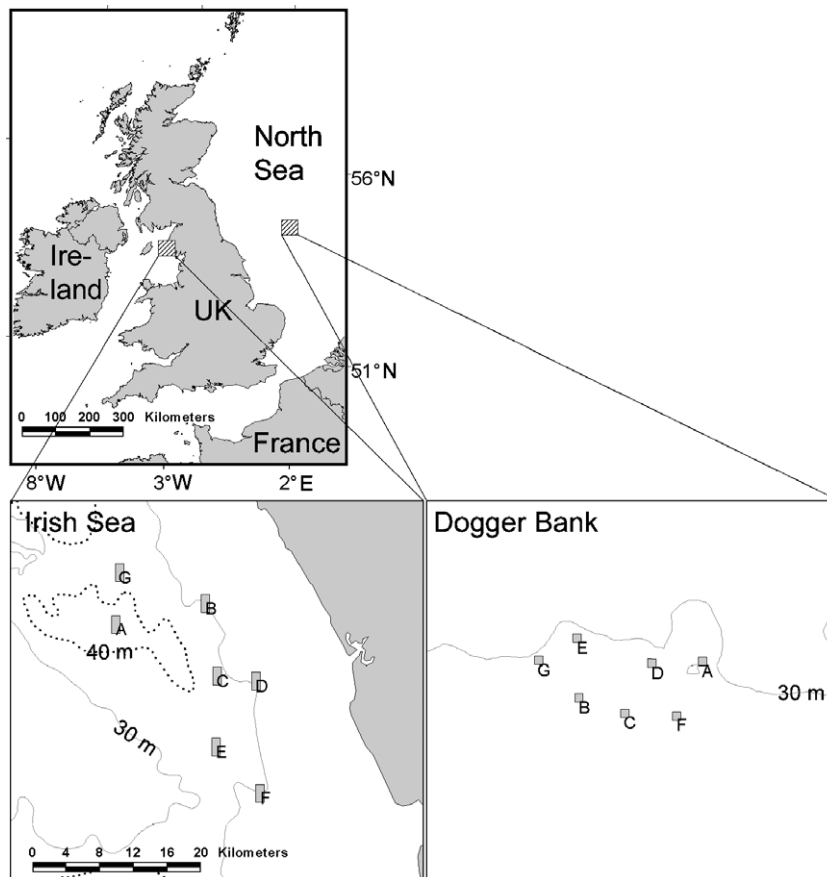 North
Sea
56°N
Ire-
land
UK
51°N
0 100 200 300 Kilometers
France
8°W 3°W 2°E
Irish Sea
G
B
A
40 m
C
D
30 m
E
F
0 4 8 12 16 20 Kilometers
Dogger Bank
E
G
D
A
30 m
B
C
F